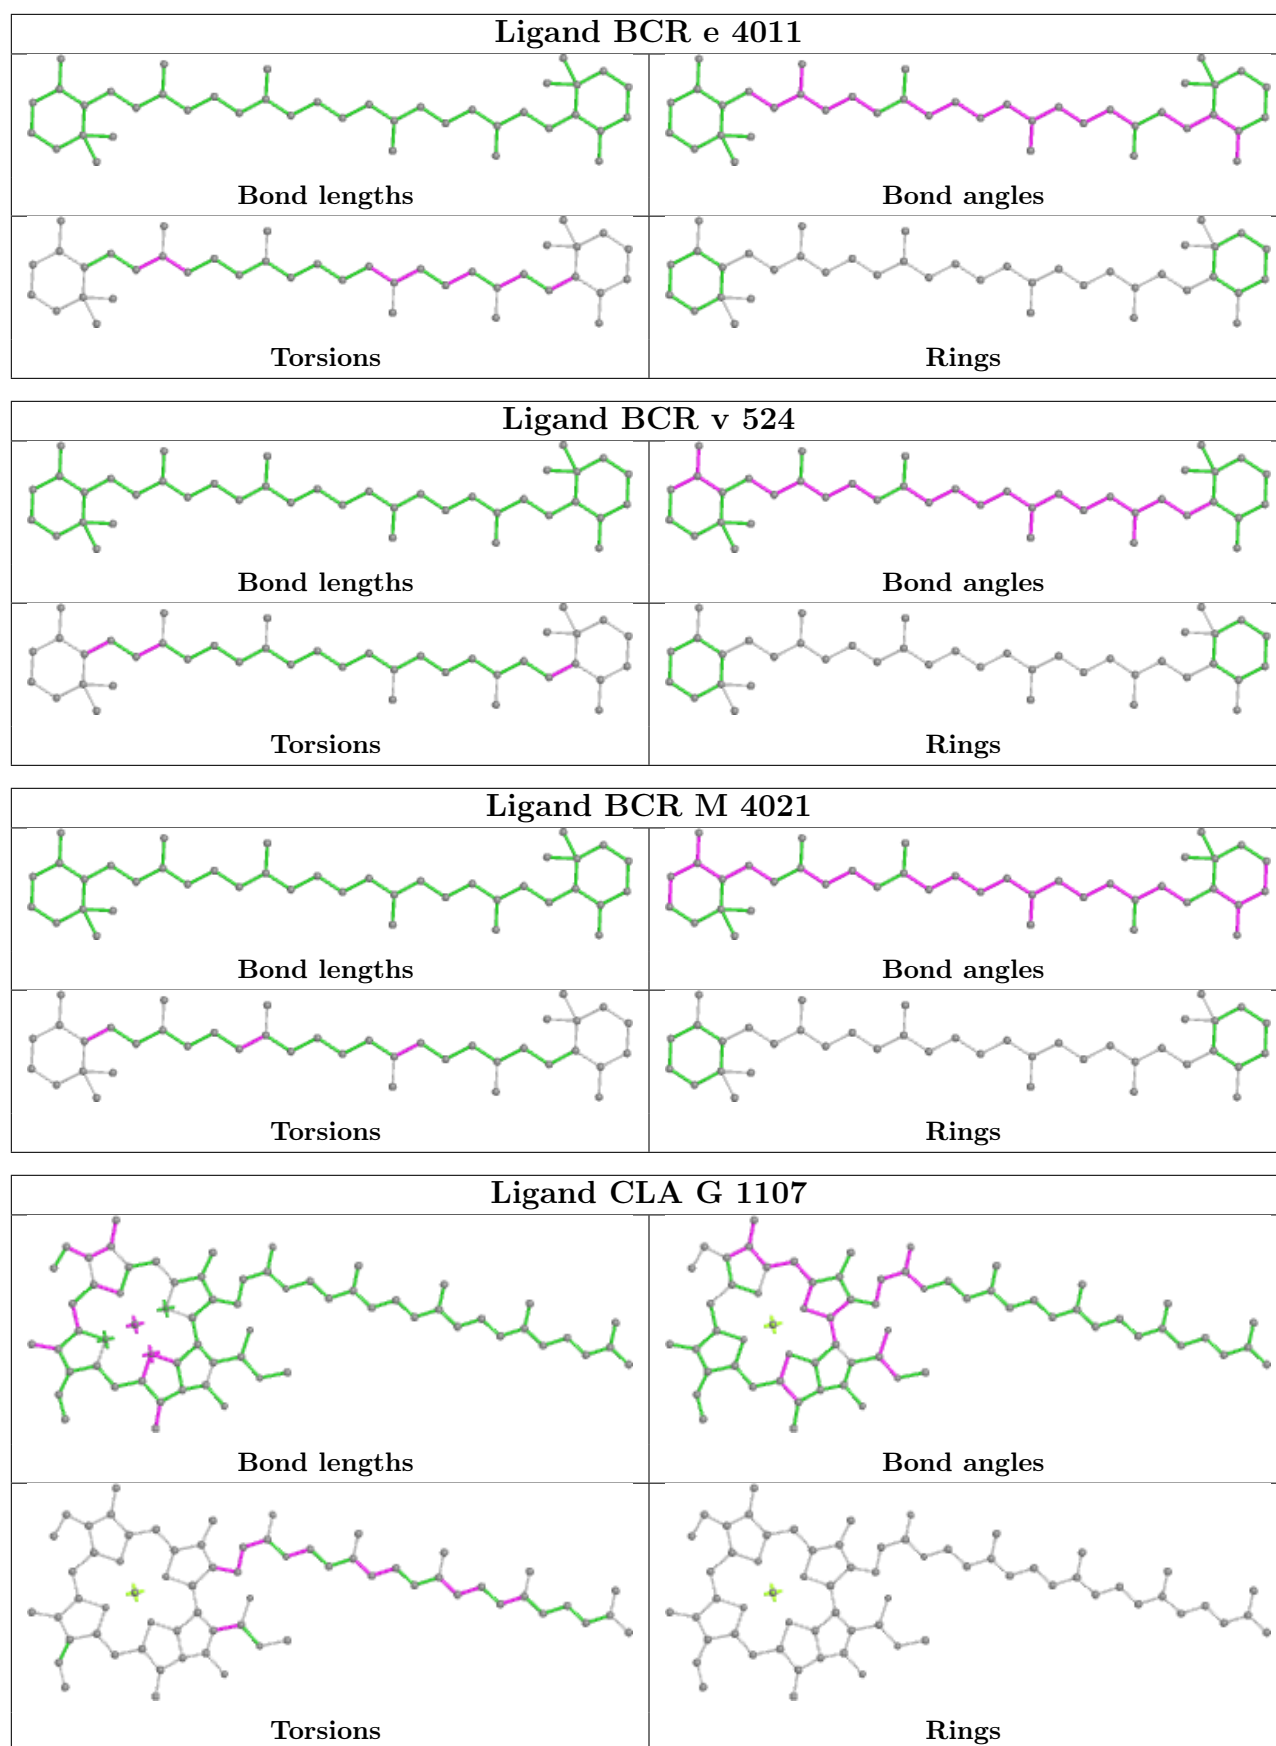 Ligand BCR e 4011
Bond lengths
Bond angles
Torsions
Rings
Ligand BCR v 524
Bond lengths
Bond angles
Torsions
Rings
Ligand BCR M 4021
Bond lengths
Bond angles
Torsions
Rings
Ligand CLA G 1107
Bond lengths
Bond angles
Torsions
Rings